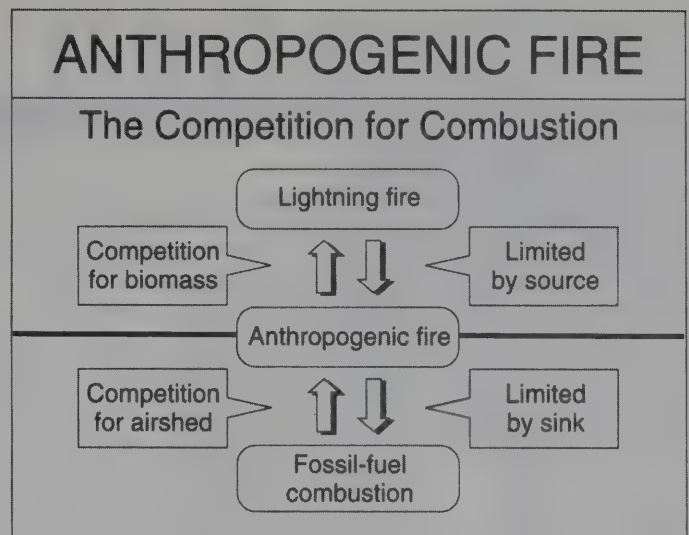 ANTHROPOGENIC FIRE
The Competition for Combustion
Lightning fire
Competition
for biomass
Limited
by source
Anthropogenic fire
Competition
for airshed
Limited
by sink
Fossil-fuel
combustion